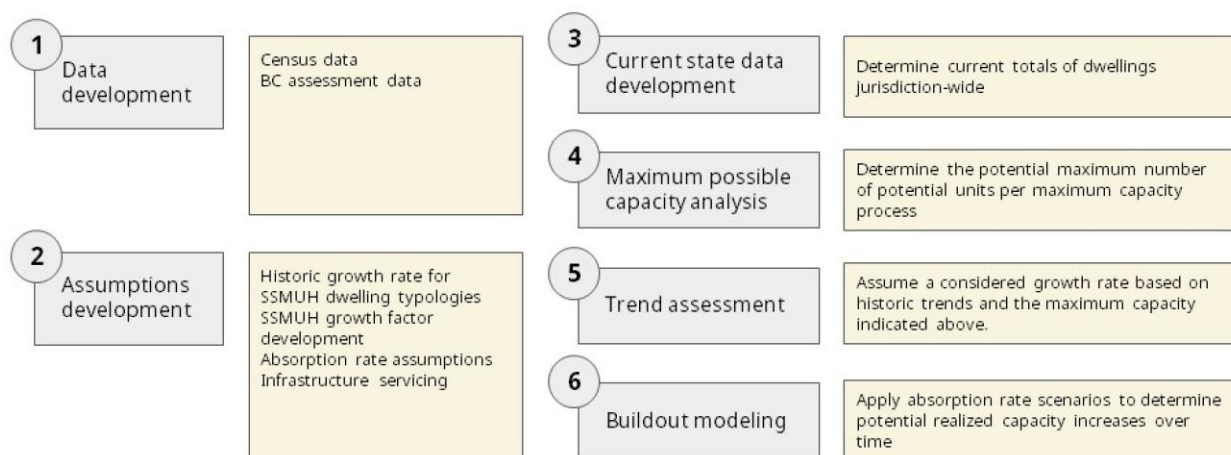 1
Data
development
Census data
BC assessment data
2
Assumptions
development
Historic growth rate for
SSMUH dwelling typologies
SSMUH growth factor
development
Absorption rate assumptions
Infrastructure servicing
3
Current state data
development
Determine current totals of dwellings
jurisdiction-wide
4
Maximum possible
capacity analysis
Determine the potential maximum number
of potential units per maximum capacity
process
5
Trend assessment
Assume a considered growth rate based on
historic trends and the maximum capacity
indicated above.
6
Buildout modeling
Apply absorption rate scenarios to determine
potential realized capacity increases over
time